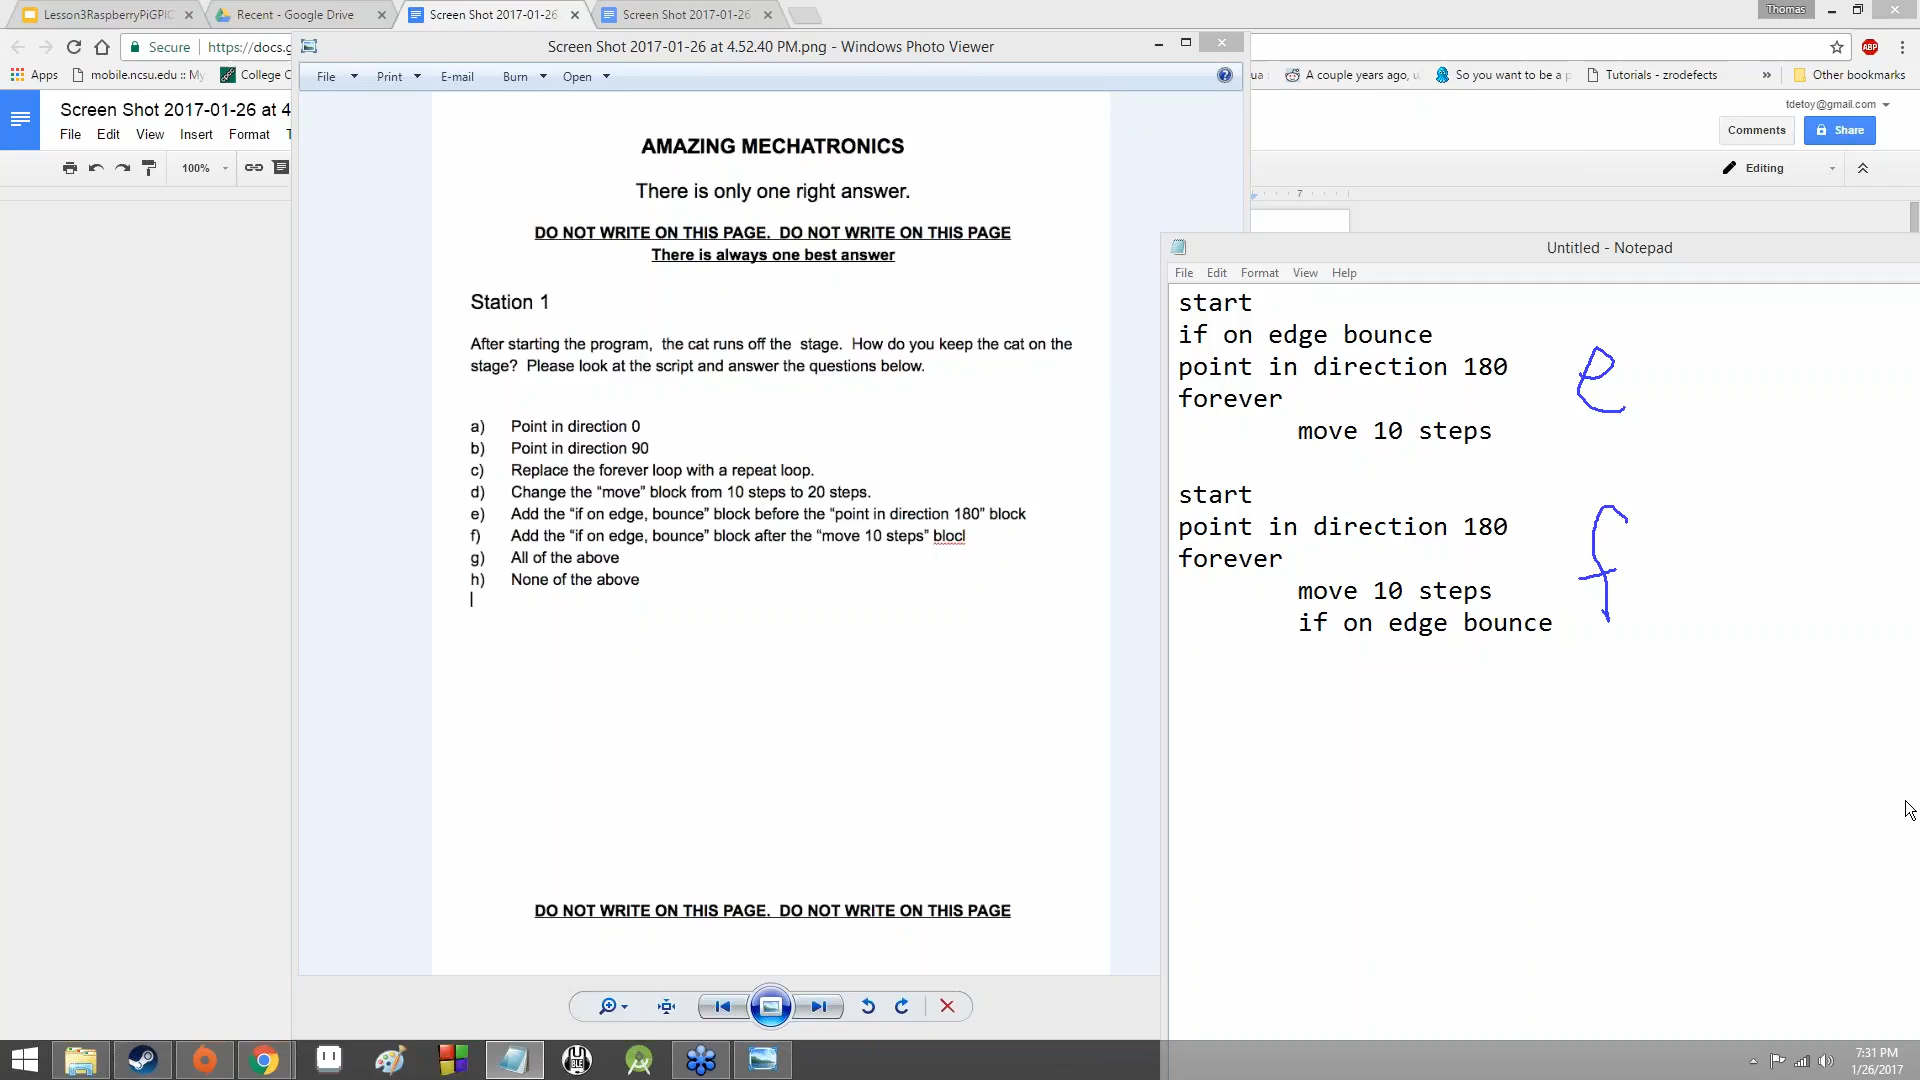 Lesson3RaspberryPiGPIC
Recent - Google Drive
Screen Shot 2017-01-26
Screen Shot 2017-01-26
Thomas
Secure
https://docs.g
Apps
mobile.ncsu.edu :: My
College C
A couple years ago, u
So you want to be a p
Tutorials - zrodefects
»
Other bookmarks
Screen Shot 2017-01-26 at 4
File Edit View Insert Format T
100%
tdetoy@gmail.com
Comments
Share
Editing
7
Screen Shot 2017-01-26 at 4.52.40 PM.png - Windows Photo Viewer
File Print E-mail Burn Open
AMAZING MECHATRONICS
There is only one right answer.
DO NOT WRITE ON THIS PAGE. DO NOT WRITE ON THIS PAGE
There is always one best answer
Station 1
After starting the program, the cat runs off the stage. How do you keep the cat on the
stage? Please look at the script and answer the questions below.
a) Point in direction 0
b) Point in direction 90
c) Replace the forever loop with a repeat loop.
d) Change the “move” block from 10 steps to 20 steps.
e) Add the “if on edge, bounce” block before the “point in direction 180” block
f) Add the “if on edge, bounce” block after the “move 10 steps” blocl
g) All of the above
h) None of the above
DO NOT WRITE ON THIS PAGE. DO NOT WRITE ON THIS PAGE
Untitled - Notepad
File Edit Format View Help
start
if on edge bounce
point in direction 180
forever
move 10 steps
e
start
point in direction 180
forever
move 10 steps
if on edge bounce
f
7:31 PM
1/26/2017